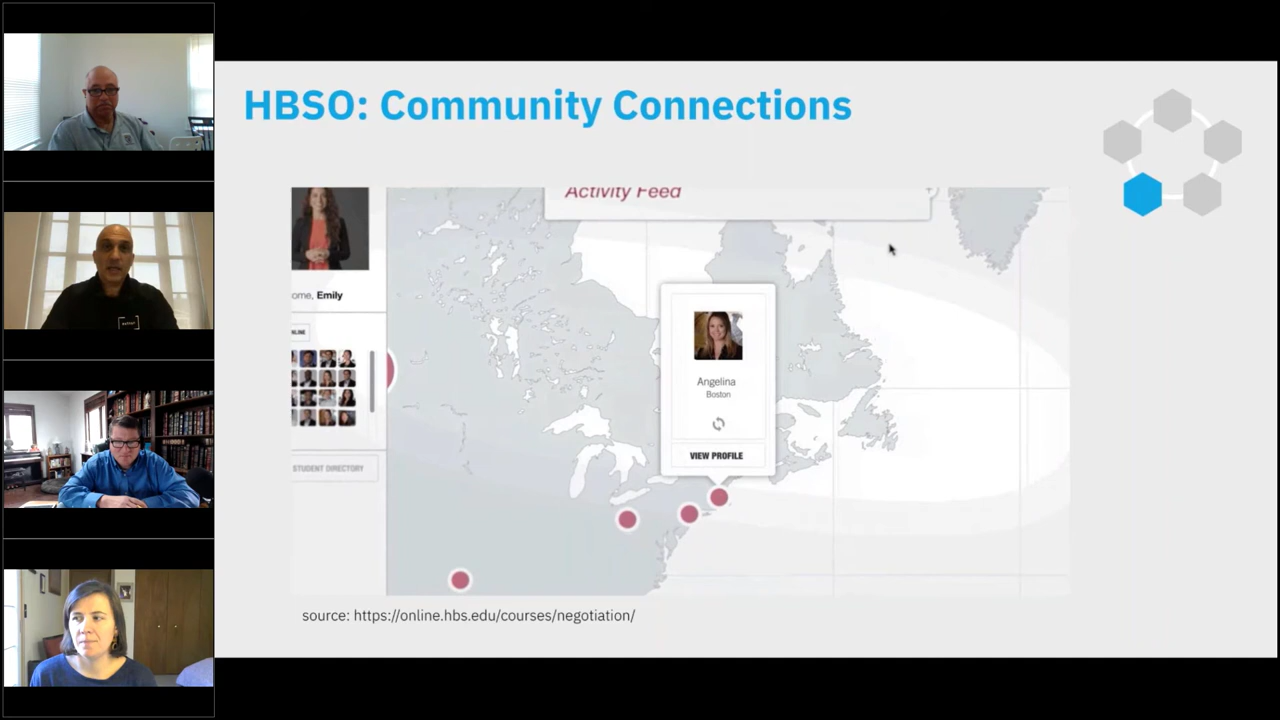 HBSO: Community Connections
Activity Feed
ome, Emily
LINE
Angelina
Boston
VIEW PROFILE
STUDENT DIRECTORY
source: https://online.hbs.edu/courses/negotiation/